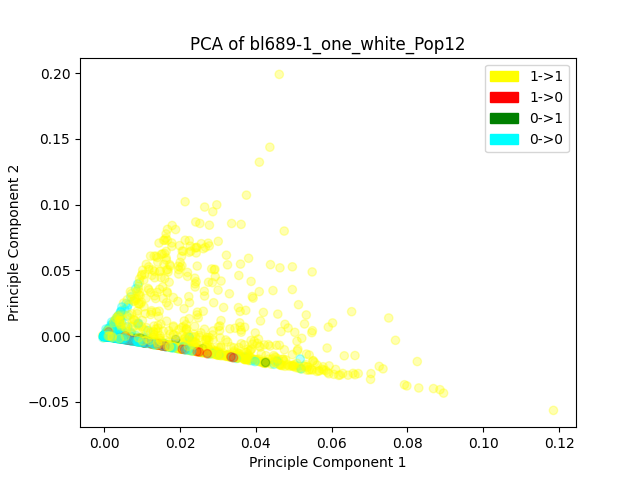 PCA of bl689-1_one_white_Pop12
1->1
1->0
0->1
0->0
0.20
0.15
0.10
0.05
0.00
−0.05
Principle Component 2
0.00 0.02 0.04 0.06 0.08 0.10 0.12
Principle Component 1